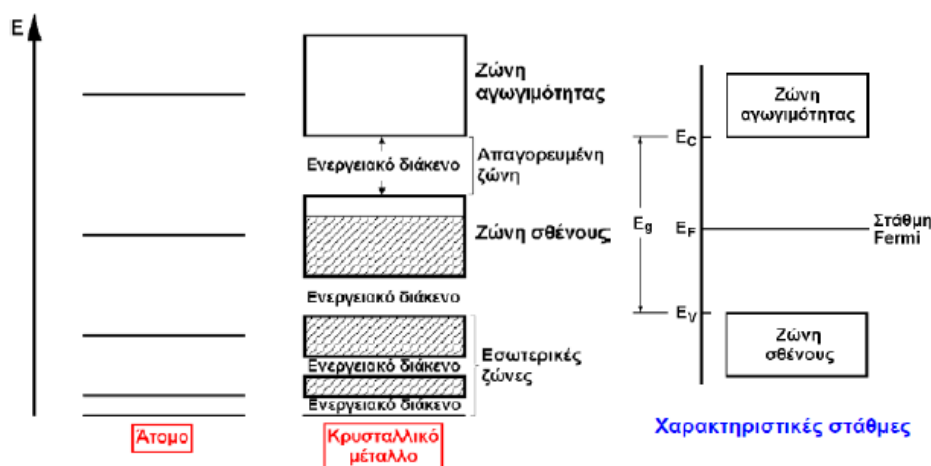 E
Ζώνη
αγωγιμότητας
Ενεργειακό διάκενο
Απαγορευμένη
ζώνη
Ζώνη σθένους
Ενεργειακό διάκενο
Ενεργειακό διάκενο
Ενεργειακό διάκενο
Εσωτερικές
ζώνες
Άτομο
Κρυσταλλικό
μέταλλο
Ζώνη
αγωγιμότητας
E_C
E_g
E_F
Στάθμη
Fermi
E_V
Ζώνη
σθένους
Χαρακτηριστικές στάθμες